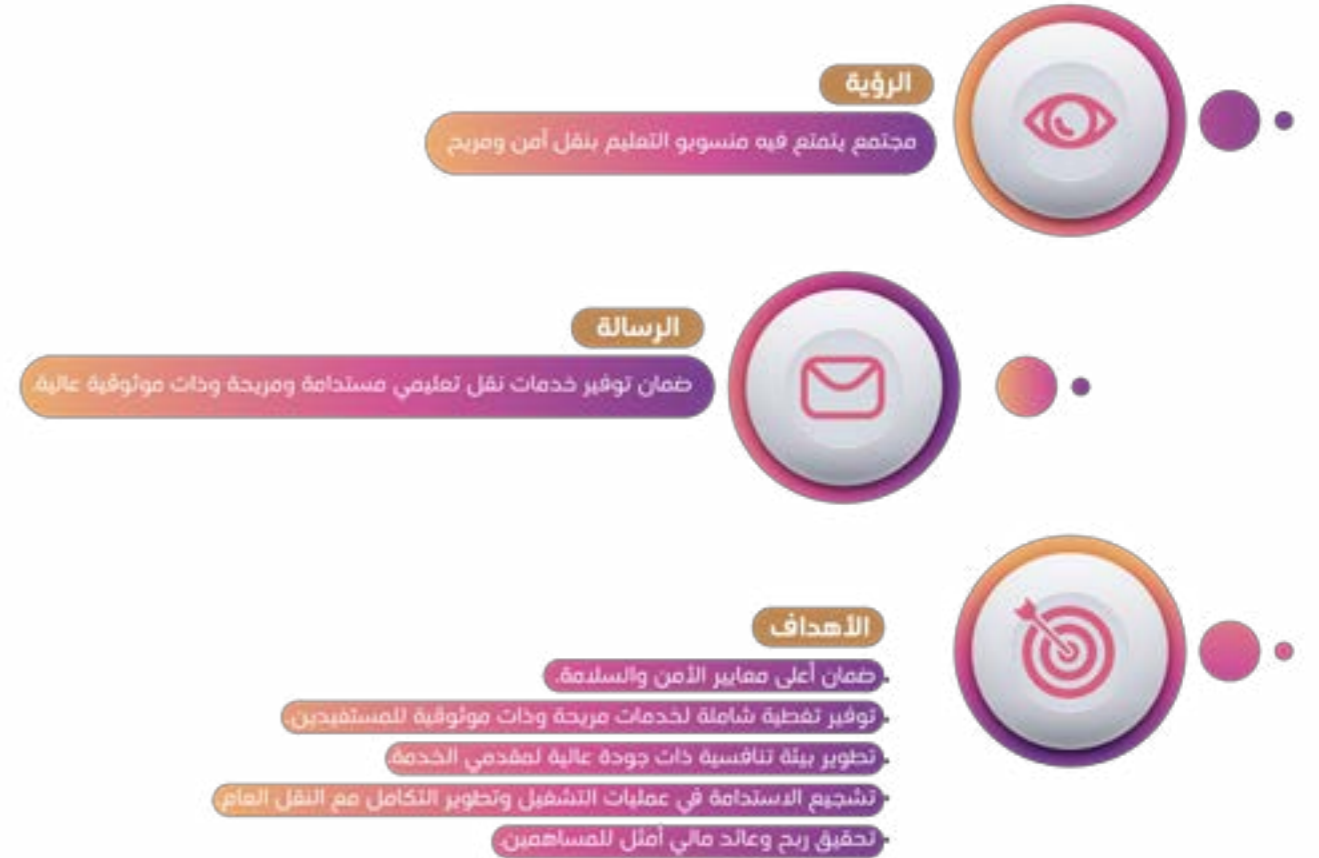 الرؤية
مجتمع يتمتع فيه منسوبو التعليم بنقل آمن ومريح
الرسالة
ضمان توفير خدمات نقل تعليمي مستدامة ومريحة وذات موثوقية عالية.
الأهداف
ضمان أعلى معايير الأمن والسلامة.
توفير تغطية شاملة لخدمات مريحة وذات موثوقية للمستفيدين.
تطوير بيئة تنافسية ذات جودة عالية لمقدمي الخدمة.
تشجيع الاستدامة في عمليات التشغيل وتطوير التكامل مع النقل العام.
تحقيق ربح وعائد مالي أمثل للمساهمين.